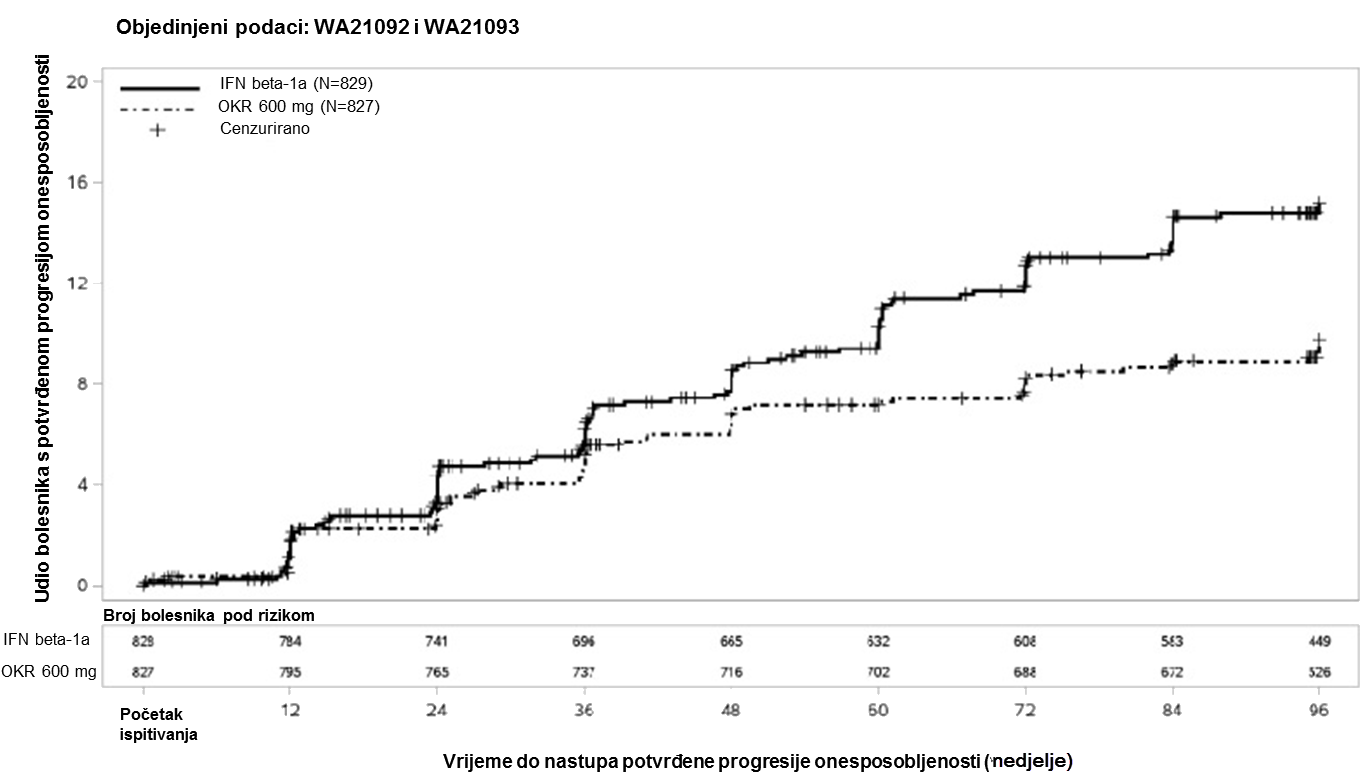 Objedinjeni podaci: WA21092 i WA21093
Udio bolesnika s potvrđenom progresijom onesposobljenosti
20
16
12
8
4
0
IFN beta-1a (N=829)
OKR 600 mg (N=827)
Cenzurirano
Broj bolesnika pod rizikom
IFN beta-1a 829 784 741 696 665 632 608 583 449
OKR 600 mg 827 795 765 737 716 702 688 672 526
Početak ispitivanja 12 24 36 48 60 72 84 96
Vrijeme do nastupa potvrđene progresije onesposobljenosti (nedjelje)